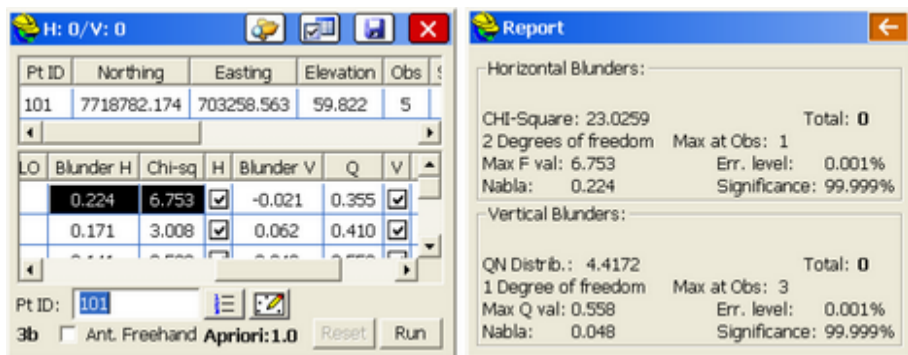 H: 0/V: 0
Pt ID Northing Easting Elevation Obs
101 7718782.174 703258.563 59.822 5
LO Blunder H Chi-sq H Blunder V Q V
0.224 6.753 -0.021 0.355
0.171 3.008 0.062 0.410
Pt ID: 101
3b Ant. Freehand Apriori:1.0 Reset Run
Report
Horizontal Blunders:
CHI-Square: 23.0259 Total: 0
2 Degrees of freedom Max at Obs: 1
Max F val: 6.753 Err. level: 0.001%
Nabla: 0.224 Significance: 99.999%
Vertical Blunders:
QN Distrib.: 4.4172 Total: 0
1 Degree of freedom Max at Obs: 3
Max Q val: 0.558 Err. level: 0.001%
Nabla: 0.048 Significance: 99.999%